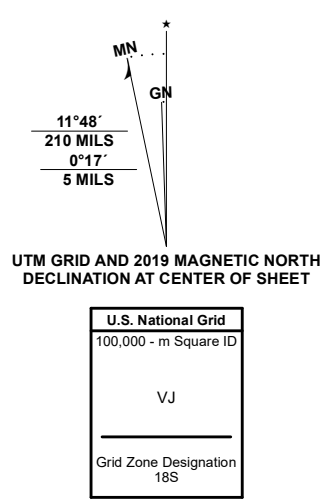 MN
GN
11°48´
210 MILS
0°17´
5 MILS
UTM GRID AND 2019 MAGNETIC NORTH
DECLINATION AT CENTER OF SHEET
U.S. National Grid
100,000 - m Square ID
VJ
Grid Zone Designation
18S